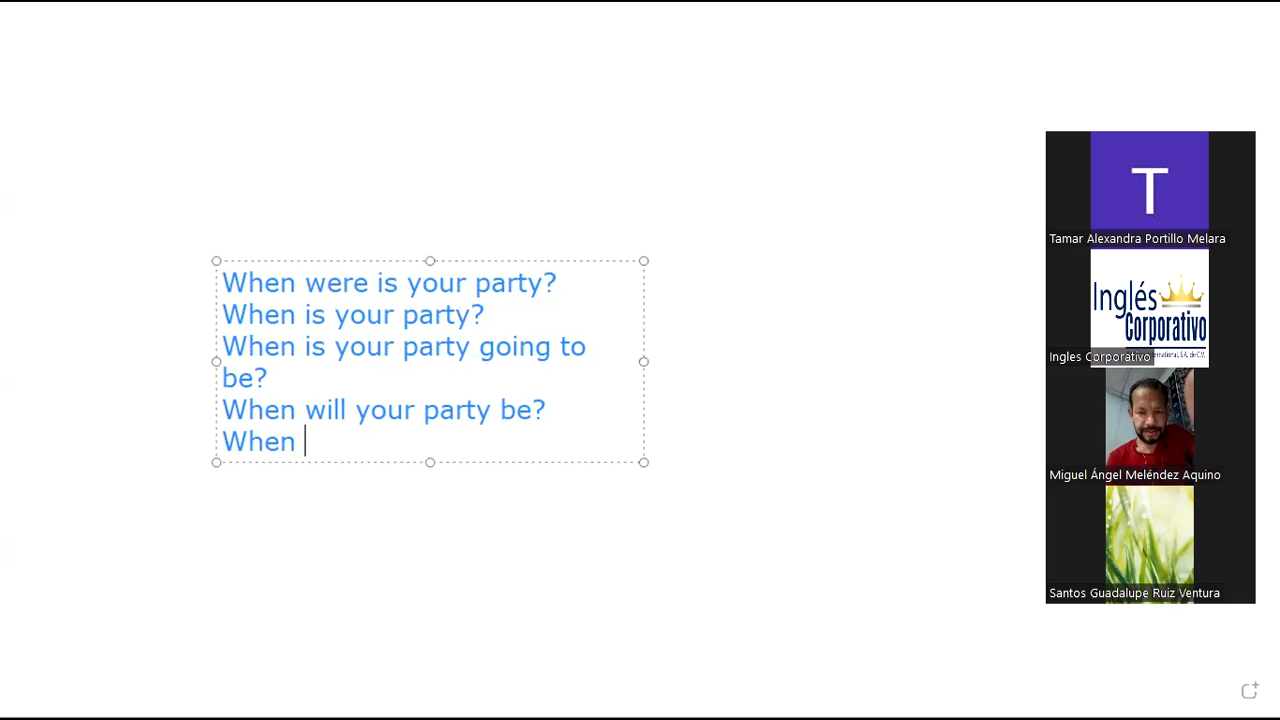 When were is your party?
When is your party?
When is your party going to
be?
When will your party be?
When
T
Tamar Alexandra Portillo Melara
Inglés
Corporativo
International, S.A. de C.V.
Ingles Corporativo
Miguel Ángel Meléndez Aquino
Santos Guadalupe Ruiz Ventura